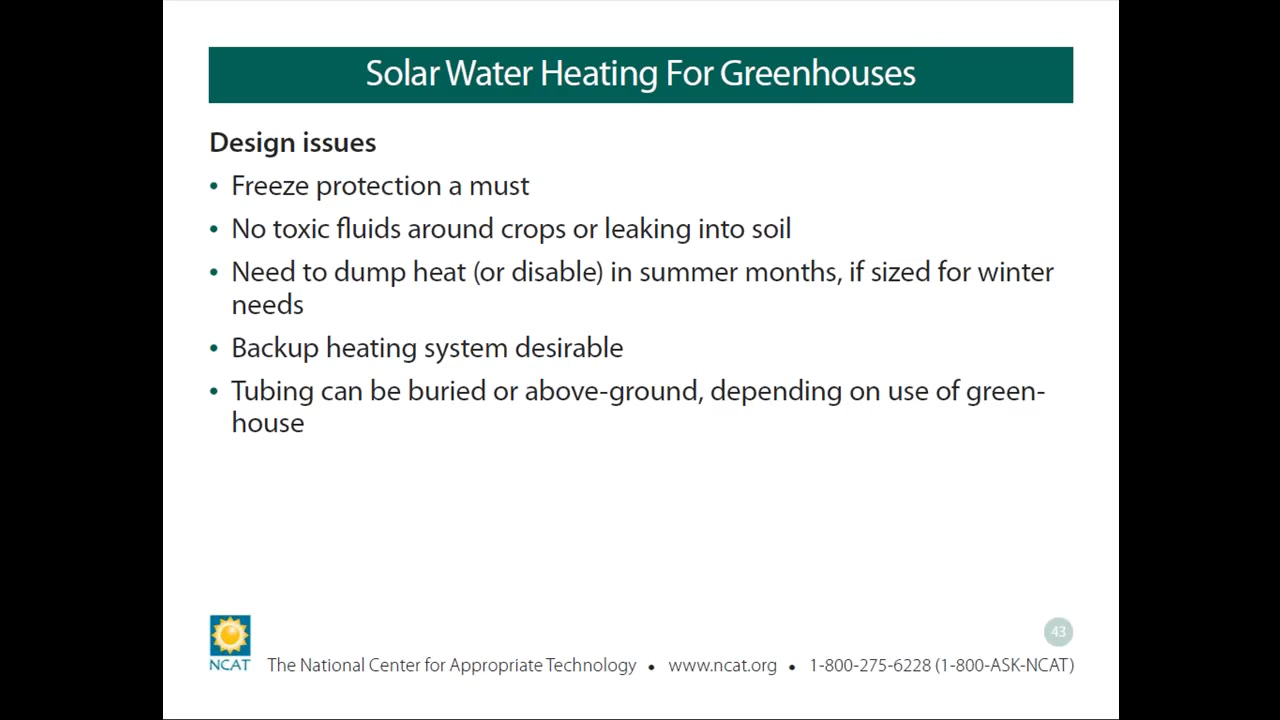 Solar Water Heating For Greenhouses
Design issues
• Freeze protection a must
• No toxic fluids around crops or leaking into soil
• Need to dump heat (or disable) in summer months, if sized for winter
needs
• Backup heating system desirable
• Tubing can be buried or above-ground, depending on use of green-
house
43
NCAT The National Center for Appropriate Technology • www.ncat.org • 1-800-275-6228 (1-800-ASK-NCAT)